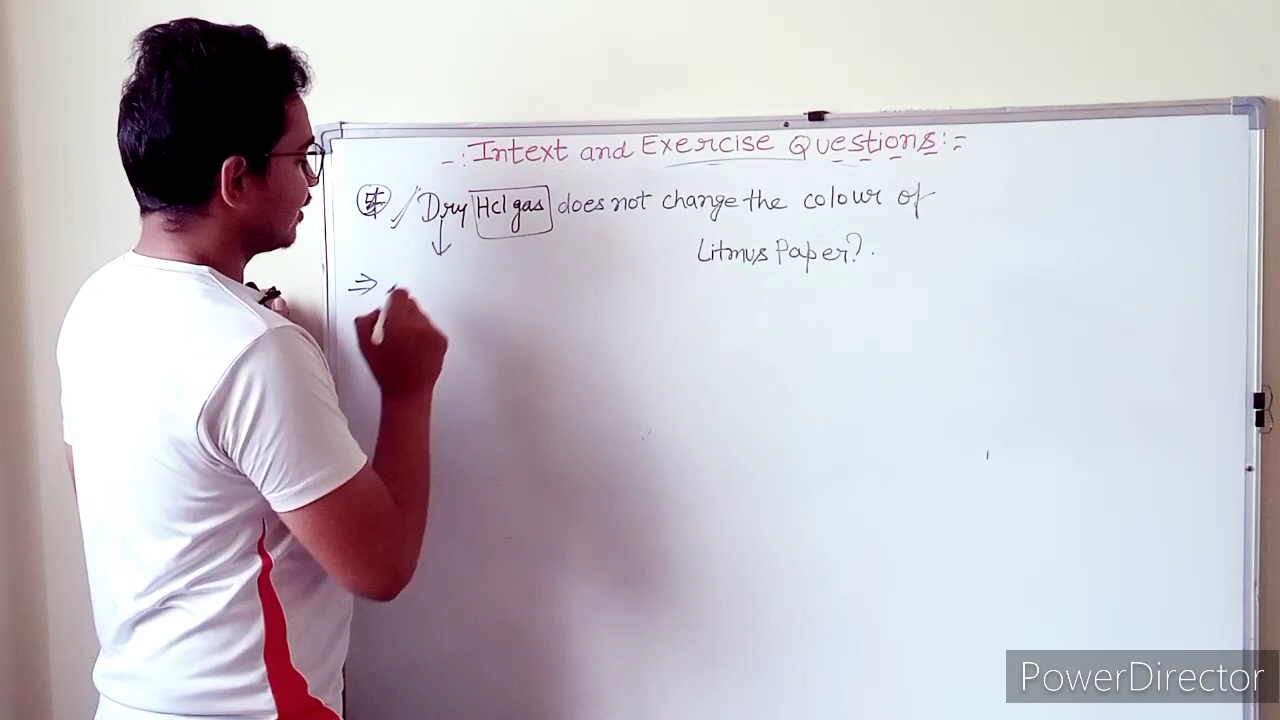 -: Intext and Exercise Questions :-
Dry HCl gas does not change the colour of
Litmus Paper?.
⇒
PowerDirector